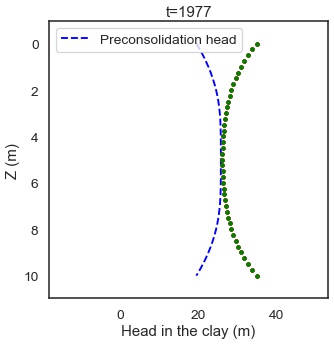 t=1977
Preconsolidation head
0
2
4
6
8
10
Z (m)
0 20 40
Head in the clay (m)